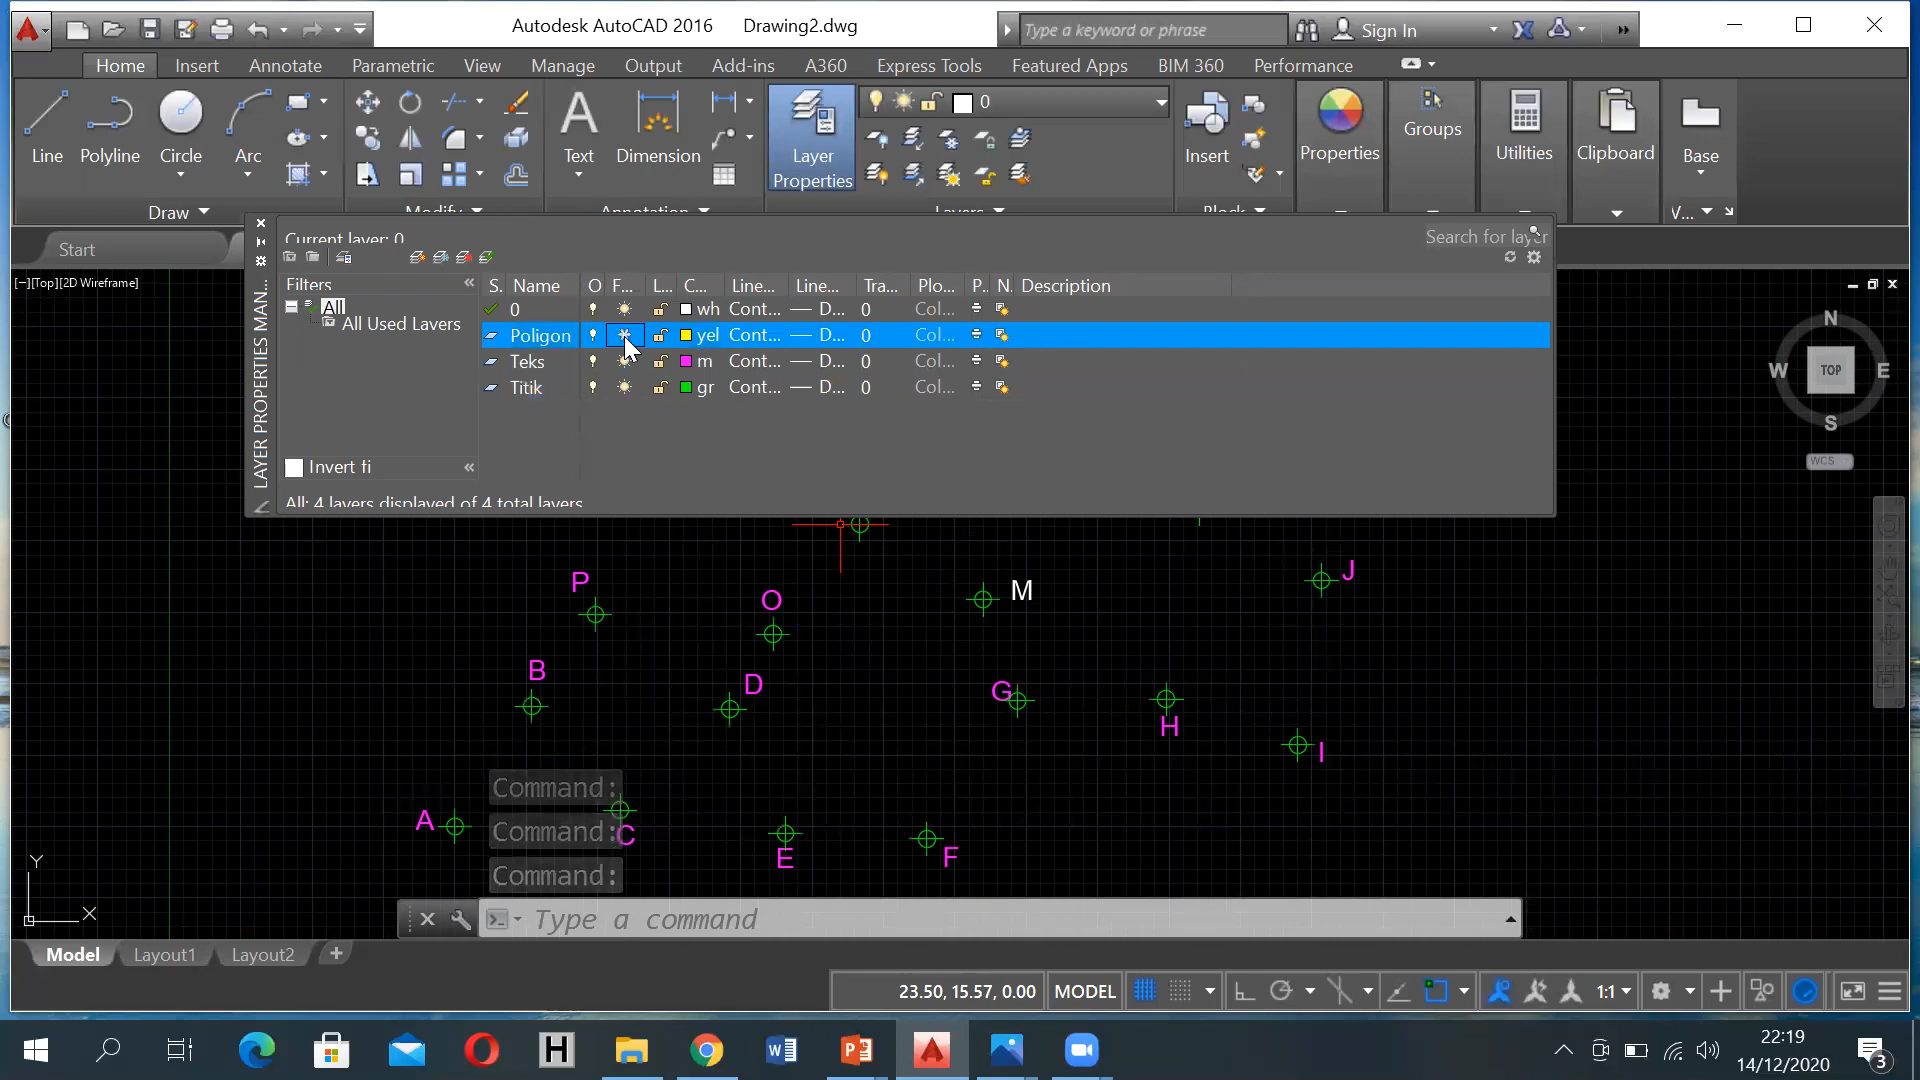 Autodesk AutoCAD 2016 Drawing2.dwg
Type a keyword or phrase
Sign In
Home Insert Annotate Parametric View Manage Output Add-ins A360 Express Tools Featured Apps BIM 360 Performance
0
Line Polyline Circle Arc
Text Dimension
Layer
Properties
Insert
Properties
Groups
Utilities
Clipboard
Base
Draw Modify Annotation Layers Block V...
Start
Current layer: 0
Search for layer
[−][Top][2D Wireframe]
Filters
S. Name O F... L... C... Line... Line... Tra... Plo... P. N. Description
All
All Used Layers
0 wh Cont... D... 0 Col...
Poligon yel Cont... D... 0 Col...
Teks m Cont... D... 0 Col...
Titik gr Cont... D... 0 Col...
Invert fi
All: 4 layers displayed of 4 total layers
LAYER PROPERTIES MAN...
N
W TOP E
S
WCS
P
O
M
J
B
D
G
H
I
A
C
E
F
Command:
Command:
Command:
Y
X
Type a command
Model Layout1 Layout2 +
23.50, 15.57, 0.00 MODEL 1:1
22:19
14/12/2020
3